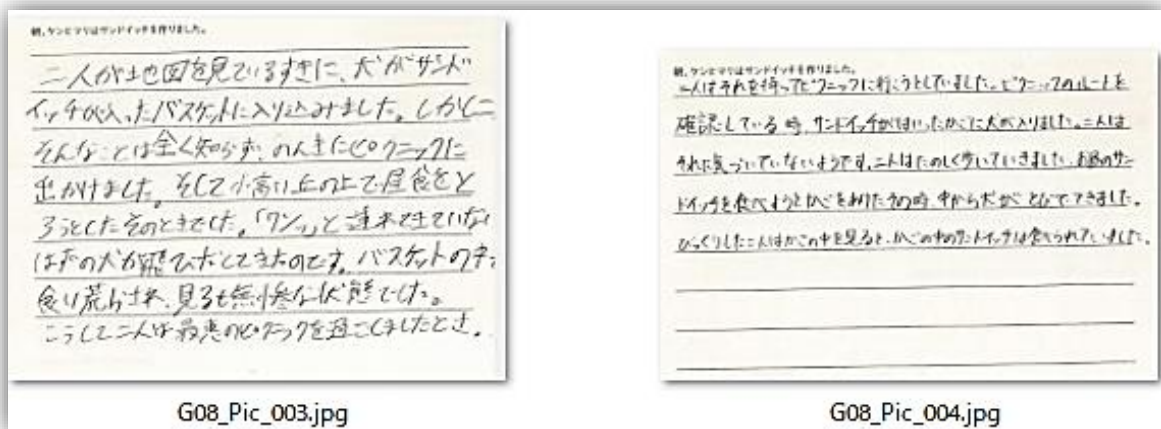 朝、ケンとマリはサンドイッチを作りました。
二人が地図を見ているすきに、犬がサンド
イッチが入ったバスケットに入り込みました。しかし二人
そんなことは全く知らず、のん気にピクニックに
出かけました。そして小高い丘の上で昼食をと
ろうとしたそのときでした。「ワン」と連れてきていない
はずの犬が飛びだしてきたのです。バスケットの中
食い荒らされ、見るも無惨な状態でした。
こうして二人は最悪のピクニックを過ごしましたとさ。
G08_Pic_003.jpg
朝、ケンとマリはサンドイッチを作りました。
二人はそれを持ってピクニックに行こうとしていました。ピクニックのルートを
確認している時、サンドイッチがはいったかごに犬が入りました。二人は
それに気づいていないようです。二人はたのしく歩いていきました。お昼のサン
ドイッチを食べようとかごをあけたその時 中から犬がとびでてきました。
びっくりした二人はかごの中を見ると、かごの中のサンドイッチは食べられていました。
G08_Pic_004.jpg